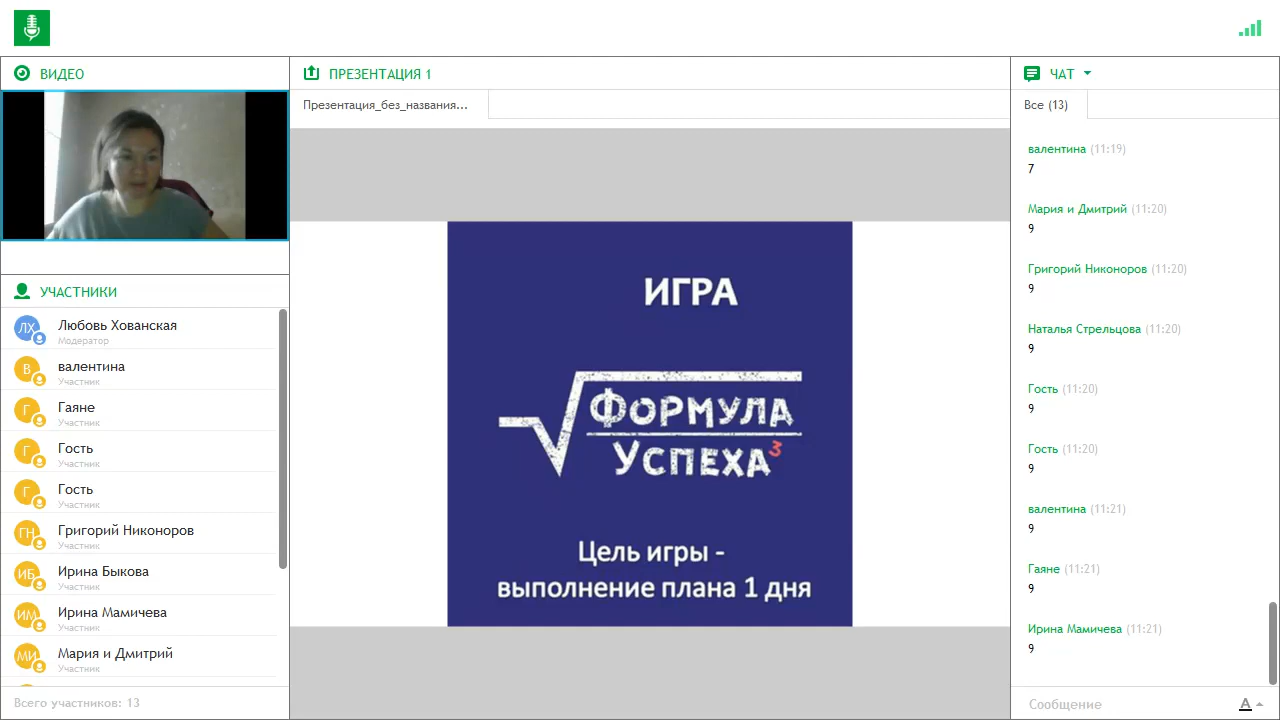 ВИДЕО
УЧАСТНИКИ
ЛХ
Любовь Хованская
Модератор
В
валентина
Участник
Г
Гаяне
Участник
Г
Гость
Участник
Г
Гость
Участник
ГН
Григорий Никоноров
Участник
ИБ
Ирина Быкова
Участник
ИМ
Ирина Мамичева
Участник
МИ
Мария и Дмитрий
Участник
Всего участников: 13
ПРЕЗЕНТАЦИЯ 1
Презентация_без_названия...
ИГРА
ФОРМУЛА
УСПЕХА³
Цель игры -
выполнение плана 1 дня
ЧАТ
Все (13)
валентина (11:19)
7
Мария и Дмитрий (11:20)
9
Григорий Никоноров (11:20)
9
Наталья Стрельцова (11:20)
9
Гость (11:20)
9
Гость (11:20)
9
валентина (11:21)
9
Гаяне (11:21)
9
Ирина Мамичева (11:21)
9
Сообщение
A